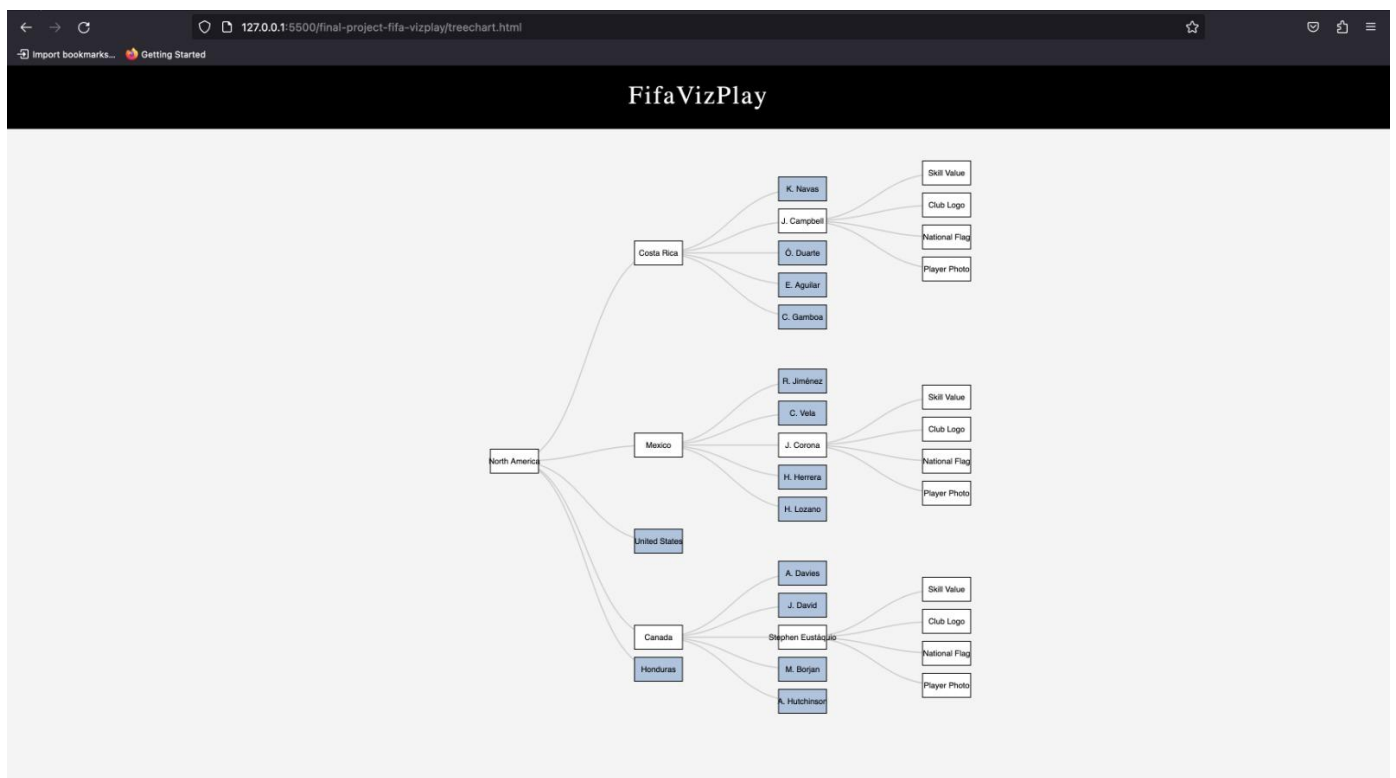 127.0.0.1:5500/final-project-fifa-vizplay/treechart.html
Import bookmarks... Getting Started
FifaVizPlay
North America
Costa Rica
K. Navas
J. Campbell
Skill Value
Club Logo
National Flag
Player Photo
Ó. Duarte
E. Aguilar
C. Gamboa
Mexico
R. Jiménez
C. Vela
J. Corona
Skill Value
Club Logo
National Flag
Player Photo
H. Herrera
H. Lozano
United States
Canada
A. Davies
J. David
Stephen Eustáquio
Skill Value
Club Logo
National Flag
Player Photo
M. Borjan
A. Hutchinson
Honduras